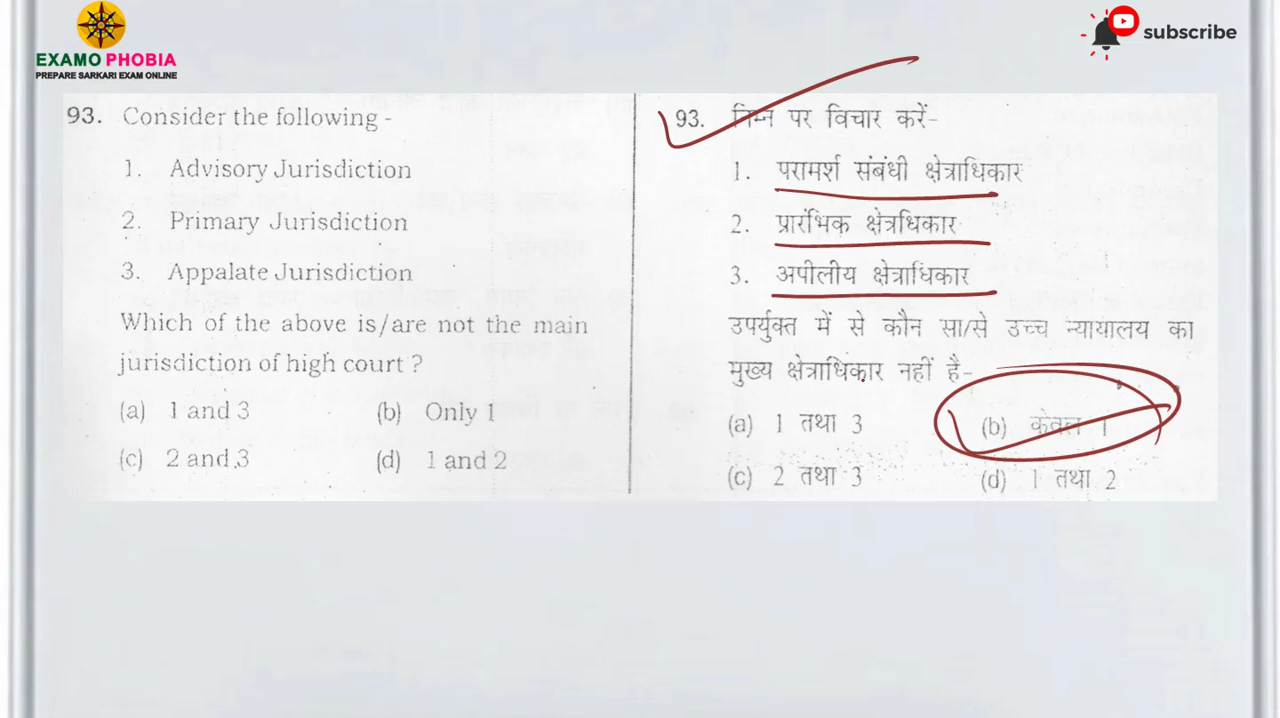 EXAMO PHOBIA
PREPARE SARKARI EXAM ONLINE
subscribe
93. Consider the following -
1. Advisory Jurisdiction
2. Primary Jurisdiction
3. Appalate Jurisdiction
Which of the above is/are not the main
jurisdiction of high court ?
(a) 1 and 3 (b) Only 1
(c) 2 and 3 (d) 1 and 2
93. निम्न पर विचार करें-
1. परामर्श संबंधी क्षेत्राधिकार
2. प्रारंभिक क्षेत्रधिकार
3. अपीलीय क्षेत्राधिकार
उपर्युक्त में से कौन सा/से उच्च न्यायालय का
मुख्य क्षेत्राधिकार नहीं है-
(a) 1 तथा 3 (b) केवल 1
(c) 2 तथा 3 (d) 1 तथा 2